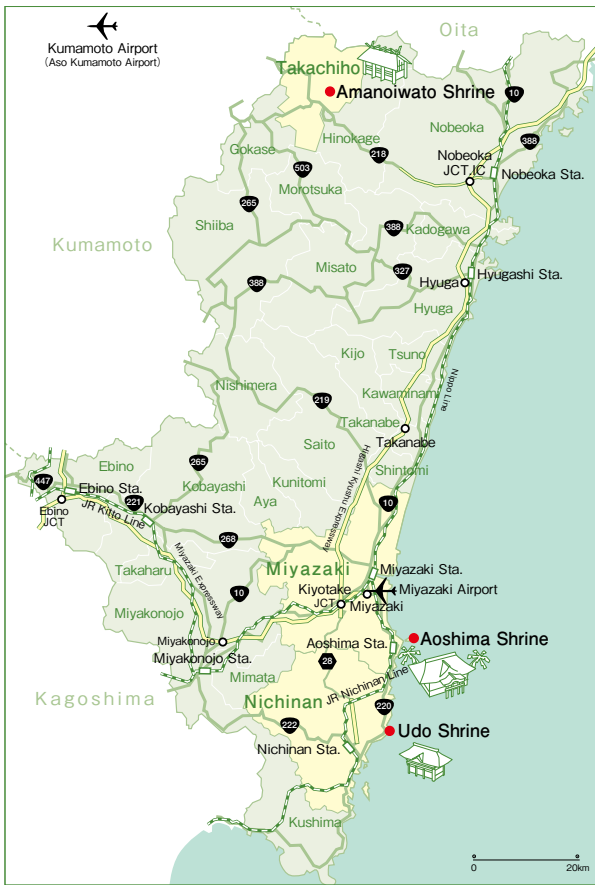 Oita
Kumamoto Airport
(Aso Kumamoto Airport)
Takachiho
Amanoiwato Shrine
10
Nobeoka
Hinokage
388
Gokase
218
Nobeoka
JCT.IC
503
Nobeoka Sta.
Morotsuka
265
Shiiba
388
Kadogawa
Kumamoto
Misato
327
Hyugashi Sta.
388
Hyuga
Hyuga
Kijo
Tsuno
Nippo Line
Nishimera
Kawaminam
219
Takanabe
Takanabe
Saito
Higashi Kyushu Expressway
Shintomi
Ebino
265
447
Ebino Sta.
Kobayashi
Kunitomi
221
Kobayashi Sta.
Aya
10
Ebino
JCT
JR Kitto Line
268
Miyazaki Expressway
Takaharu
Miyazaki
Miyazaki Sta.
10
Kiyotake
JCT
Miyazaki Airport
Miyazaki
Miyakonojo
Miyakonojo
Aoshima Sta.
Aoshima Shrine
Miyakonojo Sta.
28
Mimata
JR Nichinan Line
Kagoshima
Nichinan
220
222
Udo Shrine
Nichinan Sta.
Kushima
0
20km